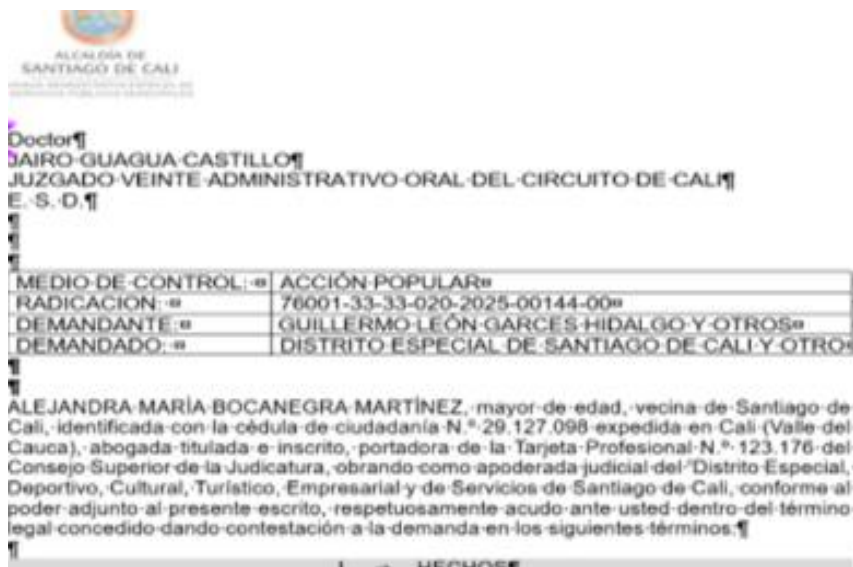 ALCALDÍA DE
SANTIAGO DE CALI
Doctor¶
JAIRO·GUAGUA·CASTILLO¶
JUZGADO·VEINTE·ADMINISTRATIVO·ORAL·DEL·CIRCUITO·DE·CALI¶
E.·S.·D.¶
¶
¶
¶
MEDIO·DE·CONTROL:·¤ ACCIÓN·POPULAR¤
RADICACION:·¤ 76001-33-33-020-2025-00144-00¤
DEMANDANTE:¤ GUILLERMO·LEÓN·GARCES·HIDALGO·Y·OTROS¤
DEMANDADO:·¤ DISTRITO·ESPECIAL·DE·SANTIAGO·DE·CALI·Y·OTRO¤
¶
¶
ALEJANDRA·MARÍA·BOCANEGRA·MARTÍNEZ,·mayor·de·edad,·vecina·de·Santiago·de·
Cali,·identificada·con·la·cédula·de·ciudadanía·N.º·29.127.098·expedida·en·Cali·(Valle·del·
Cauca),·abogada·titulada·e·inscrito,·portadora·de·la·Tarjeta·Profesional·N.º·123.176·del·
Consejo·Superior·de·la·Judicatura,·obrando·como·apoderada·judicial·del·"Distrito·Especial,·
Deportivo,·Cultural,·Turístico,·Empresarial·y·de·Servicios·de·Santiago·de·Cali,·conforme·al·
poder·adjunto·al·presente·escrito,·respetuosamente·acudo·ante·usted·dentro·del·término·
legal·concedido·dando·contestación·a·la·demanda·en·los·siguientes·términos:¶
¶
HECHOS¶